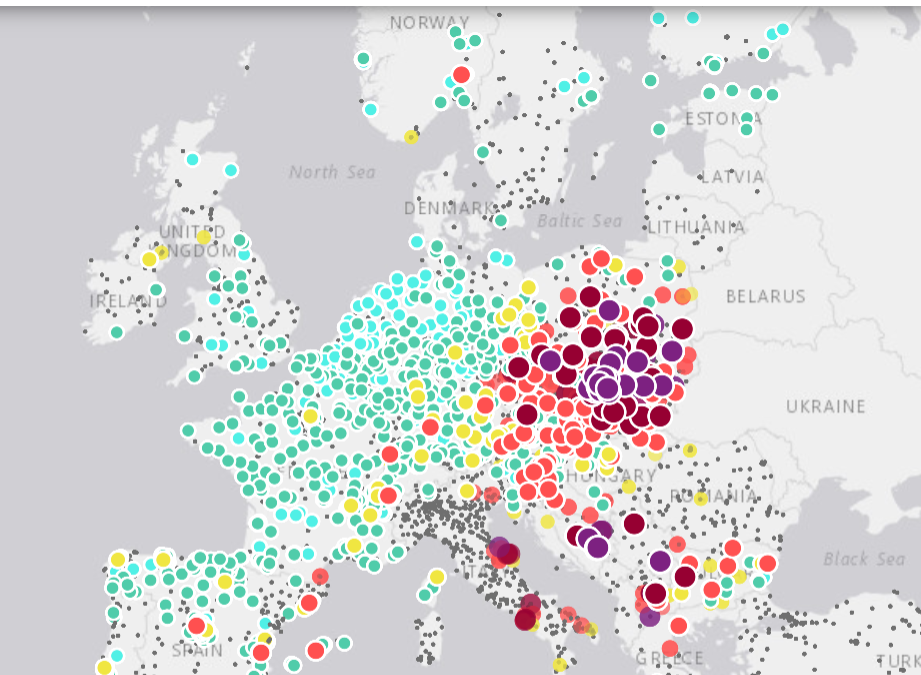 NORWAY
ESTONIA
North Sea
LATVIA
DENMARK
Baltic Sea
LITHUANIA
UNITED
KINGDOM
IRELAND
BELARUS
UKRAINE
HUNGARY
ROMANIA
Black Sea
SPAIN
GREECE
TURK